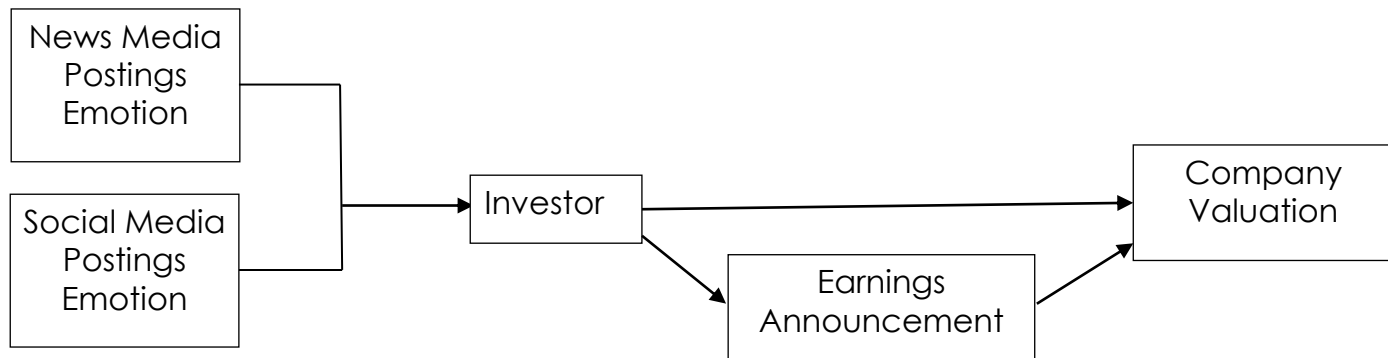 News Media
Postings
Emotion
Social Media
Postings
Emotion
Investor
Earnings
Announcement
Company
Valuation